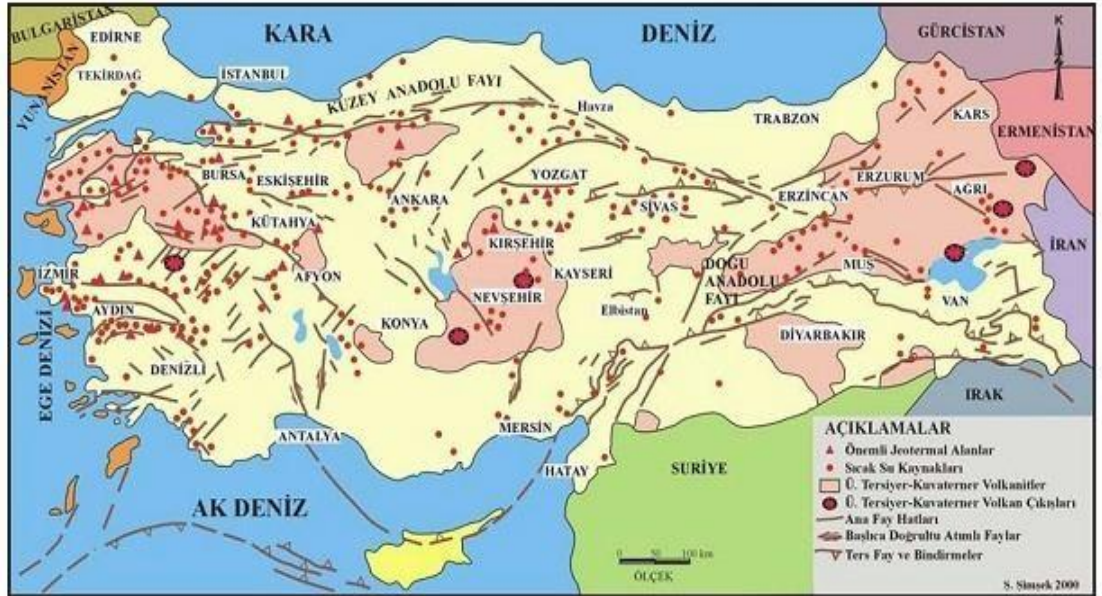 BULGARİSTAN
EDİRNE
KARA
DENİZ
GÜRCİSTAN
K
TEKİRDAĞ
İSTANBUL
YUNANİSTAN
KUZEY ANADOLU FAYI
Havza
TRABZON
KARS
ERMENİSTAN
BURSA
ESKİŞEHİR
ANKARA
YOZGAT
SİVAS
ERZİNCAN
ERZURUM
AĞRI
KÜTAHYA
KIRŞEHİR
İRAN
İZMİR
AFYON
KAYSERİ
DOĞU
ANADOLU
FAYI
MUŞ
NEVŞEHİR
Elbistan
VAN
AYDIN
KONYA
DİYARBAKIR
EGE DENİZİ
DENİZLİ
IRAK
ANTALYA
MERSİN
HATAY
SURİYE
AK DENİZ
AÇIKLAMALAR
Önemli Jeotermal Alanlar
Sıcak Su Kaynakları
Ü. Tersiyer-Kuvaterner Volkanitler
Ü. Tersiyer-Kuvaterner Volkan Çıkışları
Ana Fay Hatları
Başlıca Doğrultu Atımlı Faylar
Ters Fay ve Bindirmeler
0 50 100 km
ÖLÇEK
S. Şimşek 2000